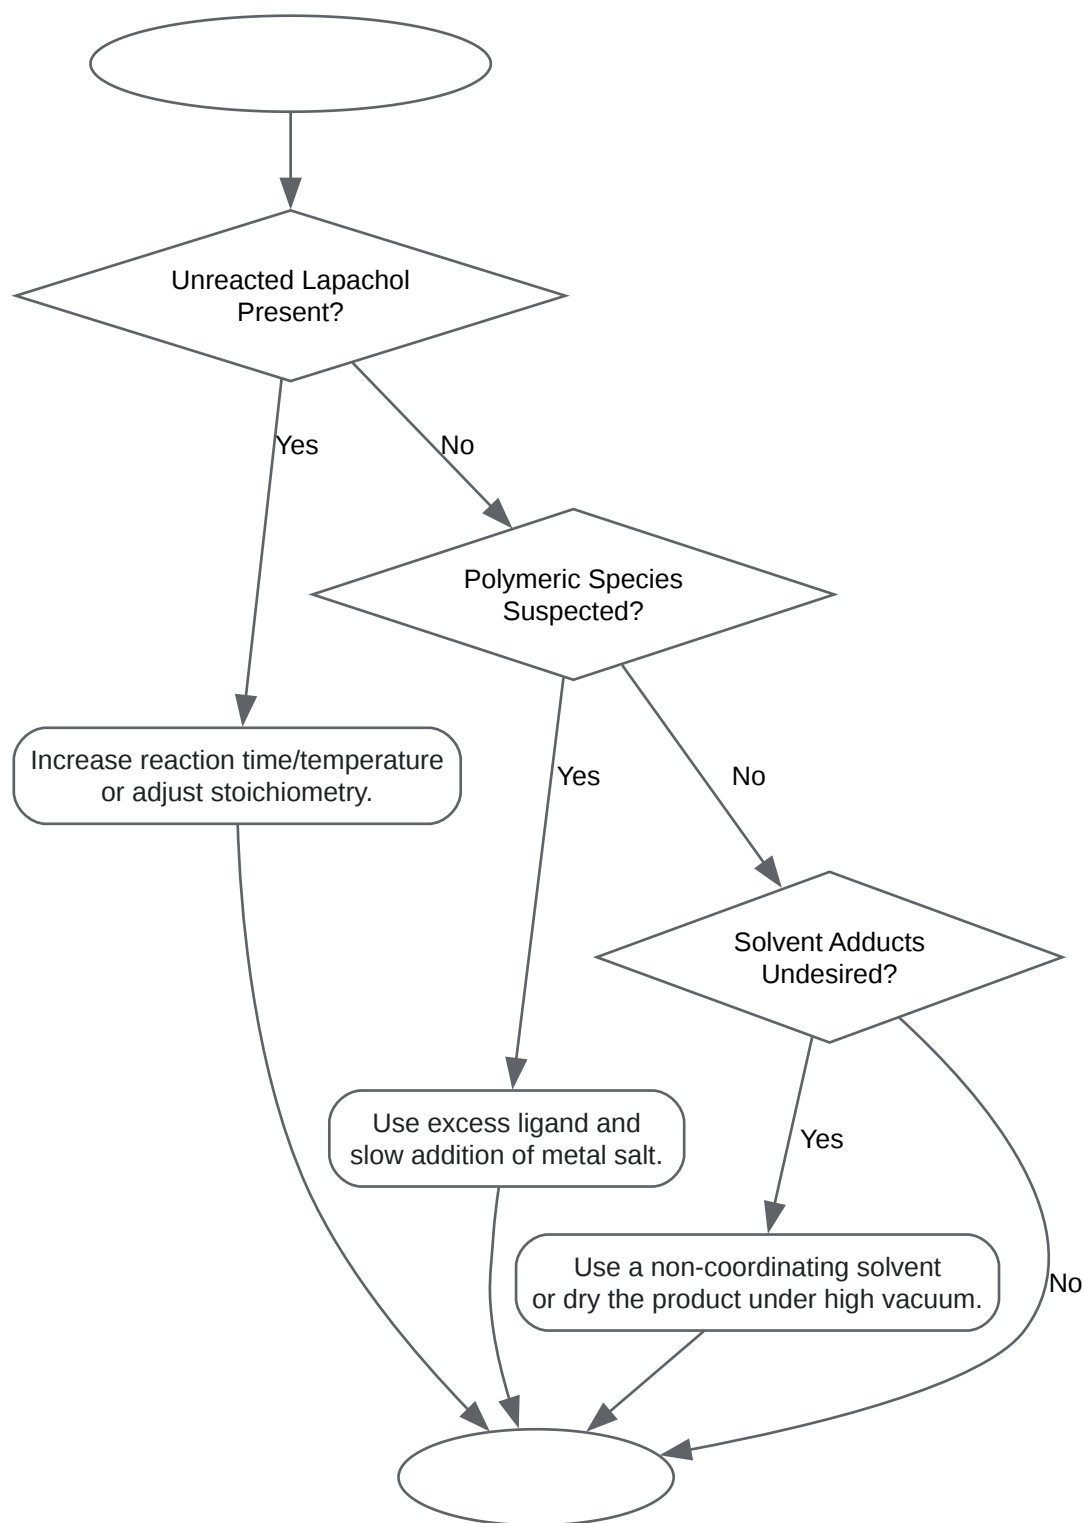 Unreacted Lapachol
Present?
Yes
No
Polymeric Species
Suspected?
Increase reaction time/temperature
or adjust stoichiometry.
Yes
No
Solvent Adducts
Undesired?
Use excess ligand and
slow addition of metal salt.
Yes
Use a non-coordinating solvent
or dry the product under high vacuum.
No